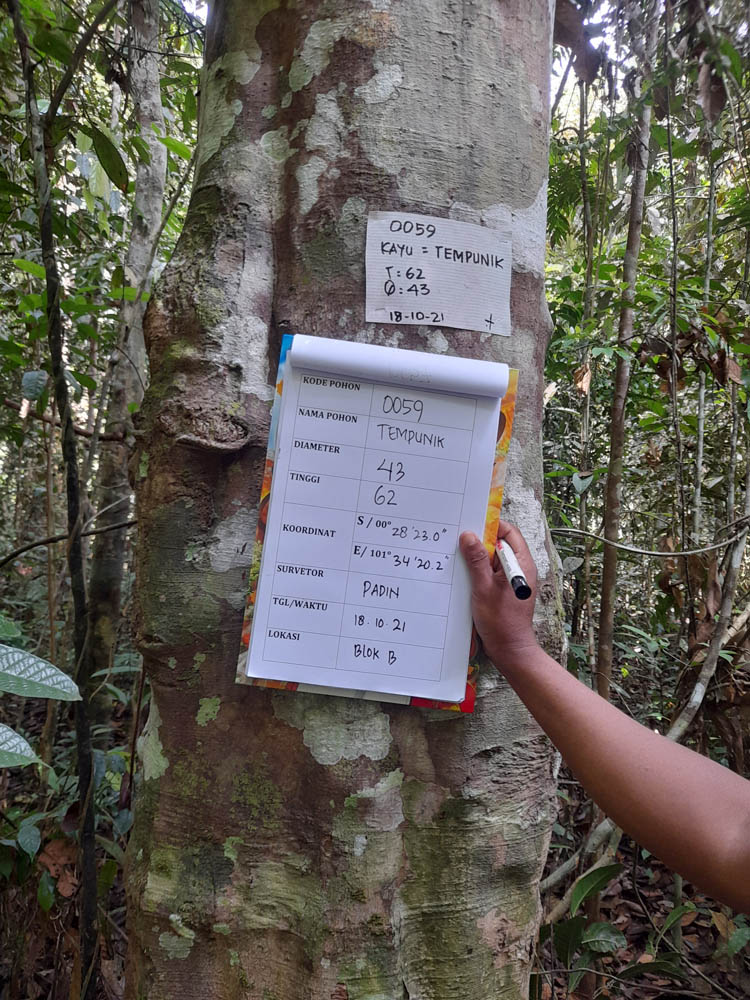 0059
KAYU = TEMPUNIK
T : 62
Ø : 43
18-10-21 +
KODE POHON 0059
NAMA POHON TEMPUNIK
DIAMETER 43
TINGGI 62
KOORDINAT S / 00° 28'23.0"
E/ 101° 34'20.2"
SURVETOR PADIN
TGL/WAKTU 18.10.21
LOKASI BLOK B